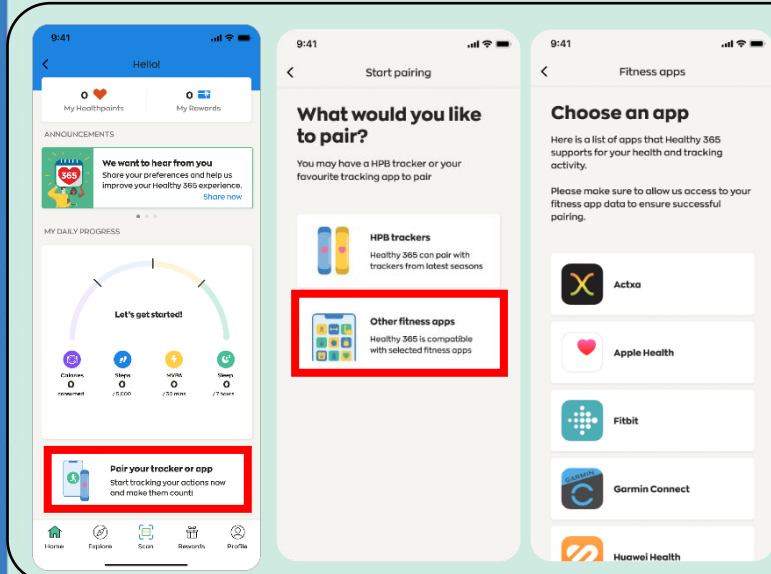 9:41
Hello!
0
0
My Healthpoints
My Rewards
ANNOUNCEMENTS
365
We want to hear from you
Share your preferences and help us
improve your Healthy 365 experience.
Share now
MY DAILY PROGRESS
Let's get started!
Calories
Steps
MVPA
Sleep
0
0
0
0
consumed
/ 5,000
/ 30 mins
/ 7 hours
Pair your tracker or app
Start tracking your actions now
and make them count!
Home
Explore
Scan
Rewards
Profile
9:41
Start pairing
What would you like
to pair?
You may have a HPB tracker or your
favourite tracking app to pair
HPB trackers
Healthy 365 can pair with
trackers from latest seasons
Other fitness apps
Healthy 365 is compatible
with selected fitness apps
9:41
Fitness apps
Choose an app
Here is a list of apps that Healthy 365
supports for your health and tracking
activity.
Please make sure to allow us access to your
fitness app data to ensure successful
pairing.
Actxa
Apple Health
Fitbit
GARMIN
Garmin Connect
Huawei Health